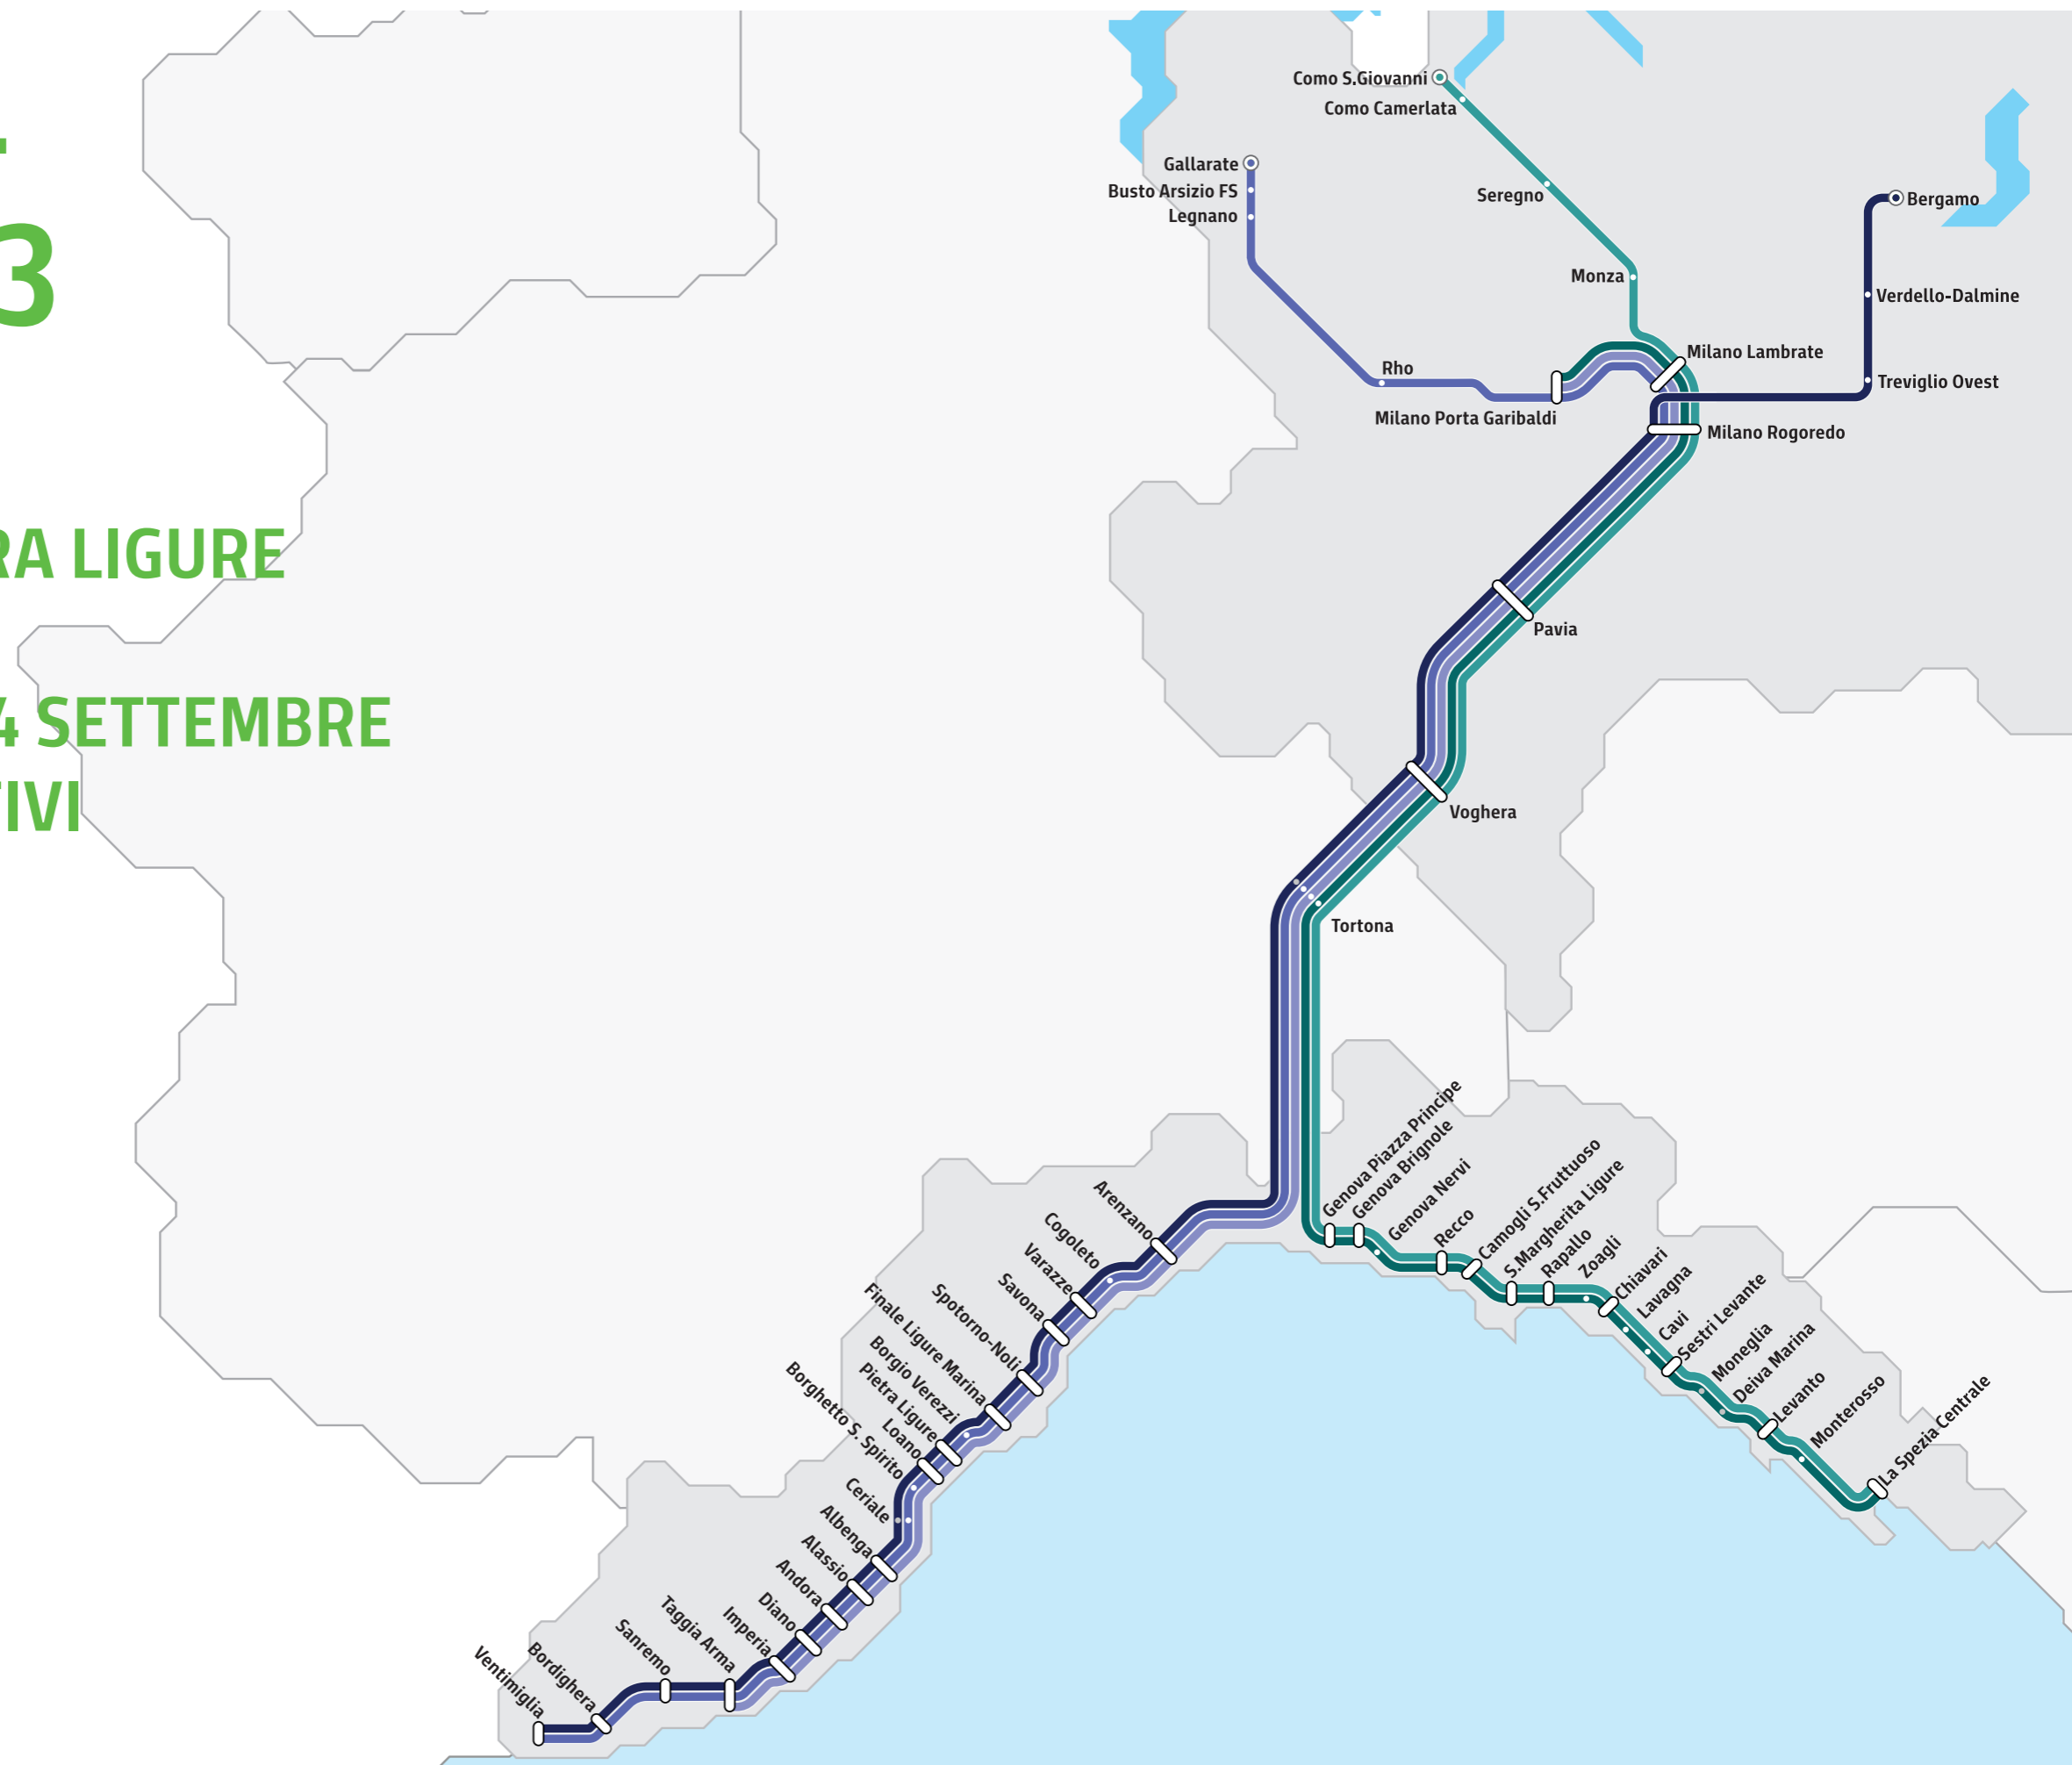 3
RA LIGURE
4 SETTEMBRE
TIVI
Como S.Giovanni
Como Camerlata
Gallarate
Busto Arsizio FS
Legnano
Seregno
Bergamo
Monza
Verdello-Dalmine
Milano Lambrate
Rho
Treviglio Ovest
Milano Porta Garibaldi
Milano Rogoredo
Pavia
Voghera
Tortona
Genova Piazza Principe
Genova Brignole
Genova Nervi
Recco
Camogli S.Fruttuoso
S.Margherita Ligure
Rapallo
Zoagli
Chiavari
Lavagna
Cavi
Sestri Levante
Moneglia
Deiva Marina
Levanto
Monterosso
La Spezia Centrale
Arenzano
Cogoleto
Varazze
Savona
Spotorno-Noli
Finale Ligure Marina
Borgio Verezzi
Pietra Ligure
Loano
Borghetto S. Spirito
Ceriale
Albenga
Alassio
Andora
Diano
Imperia
Taggia Arma
Sanremo
Bordighera
Ventimiglia